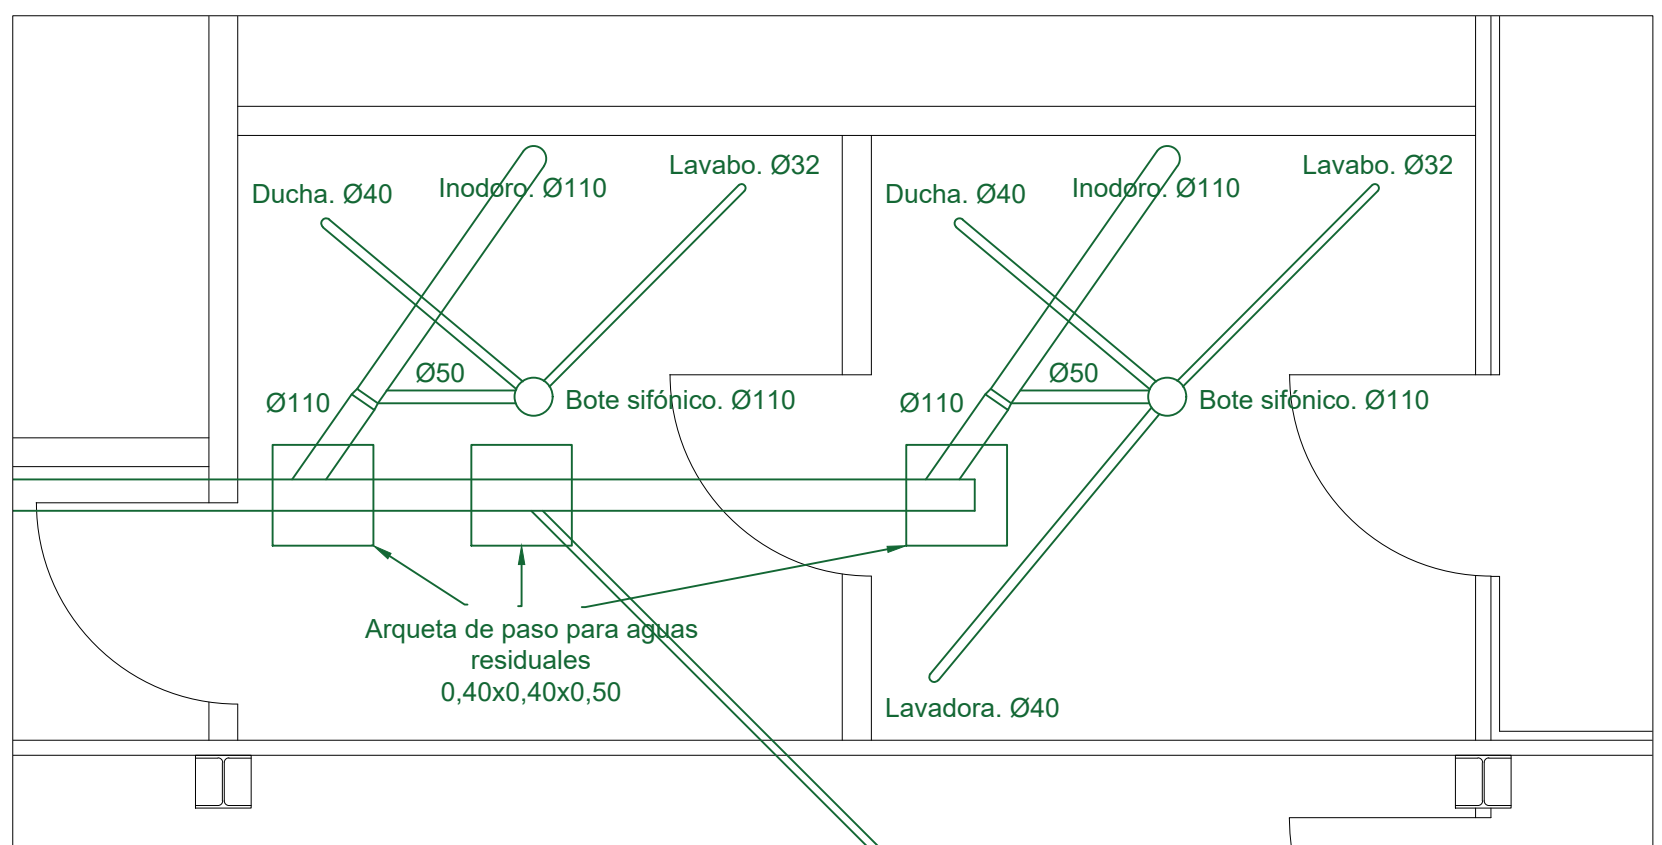 Lavabo. Ø32
Ducha. Ø40
Inodoro. Ø110
Ø50
Ø110
Bote sifónico. Ø110
Lavabo. Ø32
Ducha. Ø40
Inodoro. Ø110
Ø50
Ø110
Bote sifónico. Ø110
Arqueta de paso para aguas
residuales
0,40x0,40x0,50
Lavadora. Ø40